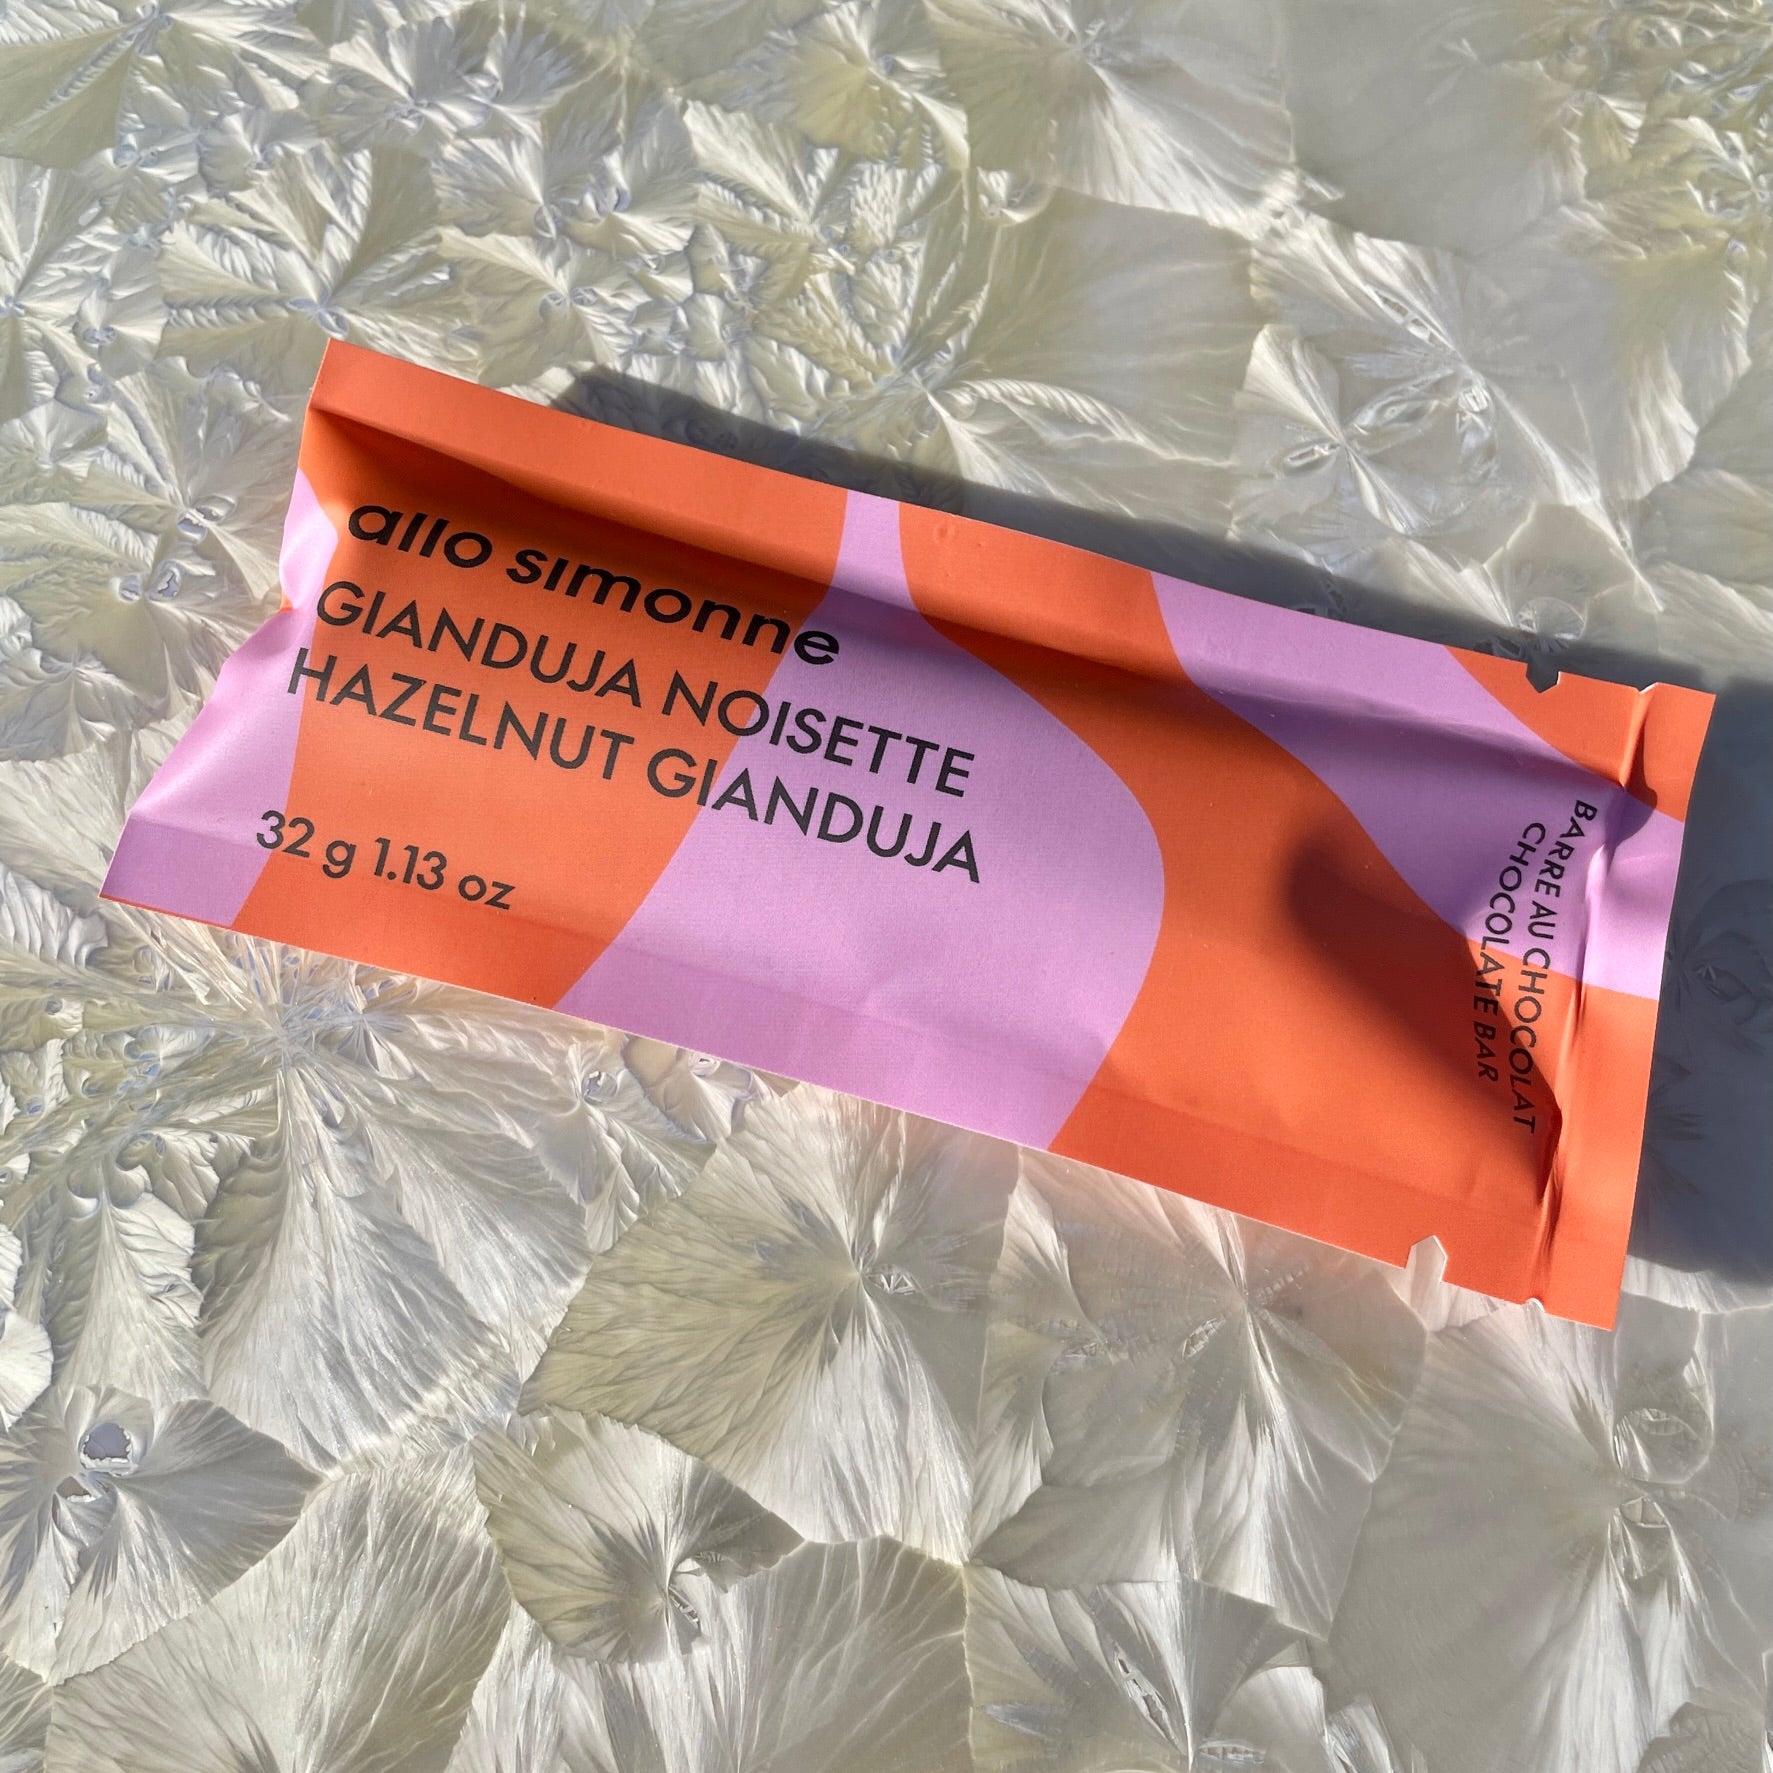 allo simonne
GIANDUJA NOISETTE
HAZELNUT GIANDUJA
32 g 1.13 oz
BARRE AU CHOCOLAT
CHOCOLATE BAR